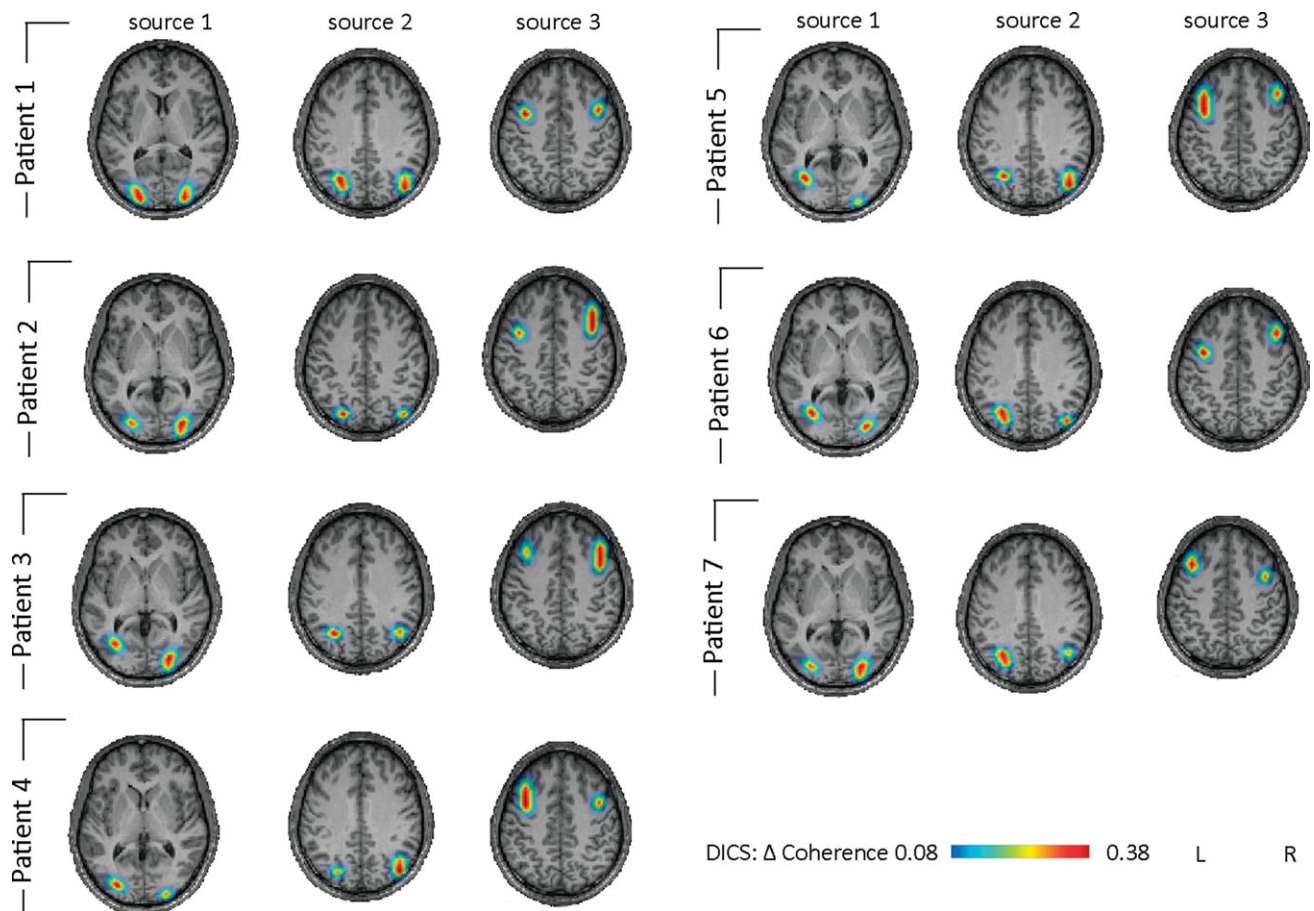 source 1 source 2 source 3
Patient 1
Patient 2
Patient 3
Patient 4
source 1 source 2 source 3
Patient 5
Patient 6
Patient 7
DICS: Δ Coherence 0.08 0.38 L R